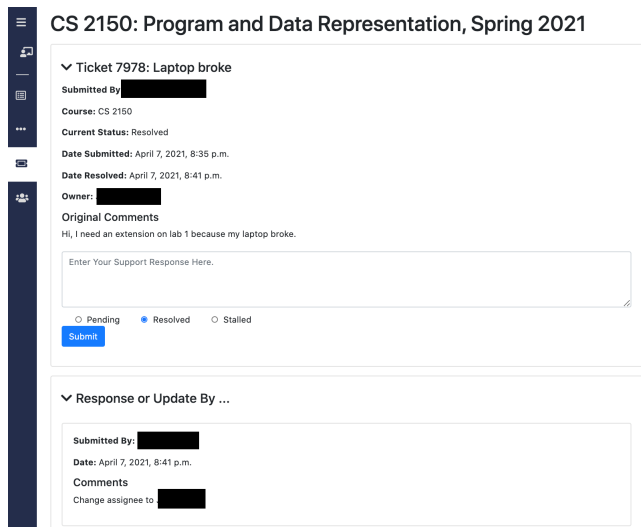 CS 2150: Program and Data Representation, Spring 2021
Ticket 7978: Laptop broke
Submitted By
Course: CS 2150
Current Status: Resolved
Date Submitted: April 7, 2021, 8:35 p.m.
Date Resolved: April 7, 2021, 8:41 p.m.
Owner:
Original Comments
Hi, I need an extension on lab 1 because my laptop broke.
Enter Your Support Response Here.
Pending Resolved Stalled
Submit
Response or Update By ...
Submitted By:
Date: April 7, 2021, 8:41 p.m.
Comments
Change assignee to